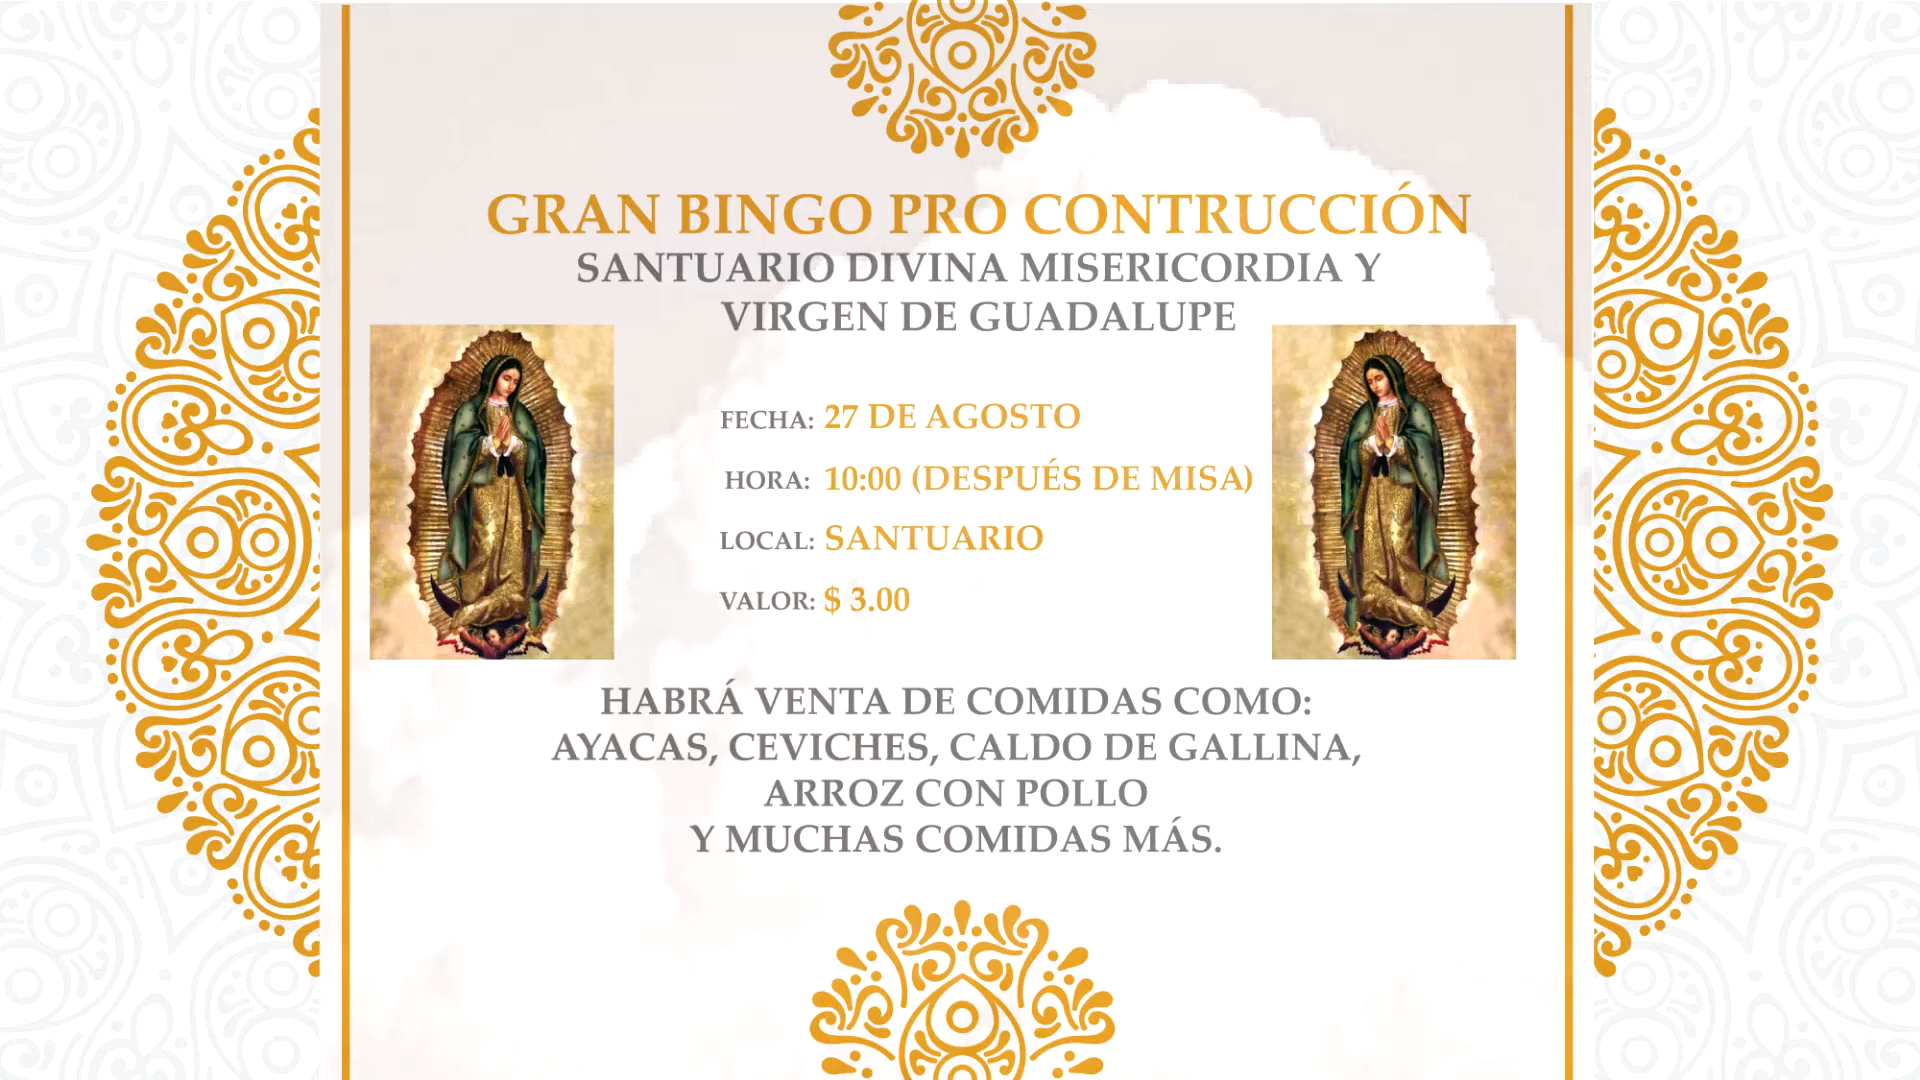 GRAN BINGO PRO CONTRUCCIÓN
SANTUARIO DIVINA MISERICORDIA Y
VIRGEN DE GUADALUPE
FECHA: 27 DE AGOSTO
HORA: 10:00 (DESPUÉS DE MISA)
LOCAL: SANTUARIO
VALOR: $ 3.00
HABRÁ VENTA DE COMIDAS COMO:
AYACAS, CEVICHES, CALDO DE GALLINA,
ARROZ CON POLLO
Y MUCHAS COMIDAS MÁS.